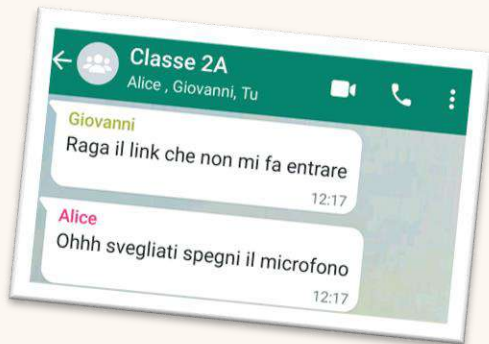 Classe 2A
Alice , Giovanni, Tu
Giovanni
Raga il link che non mi fa entrare
12:17
Alice
Ohhh svegliati spegni il microfono
12:17